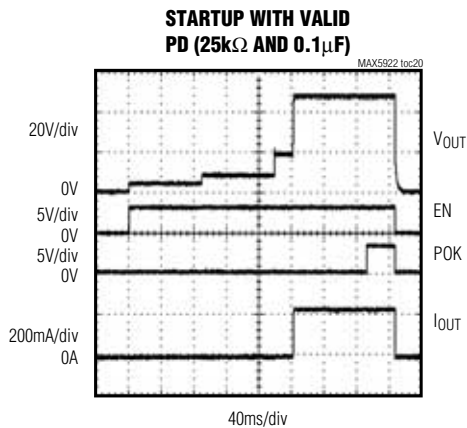 STARTUP WITH VALID
PD (25kΩ AND 0.1μF)
MAX5922 toc20
20V/div
VOUT
0V
5V/div
EN
0V
5V/div
POK
0V
IOUT
200mA/div
0A
40ms/div